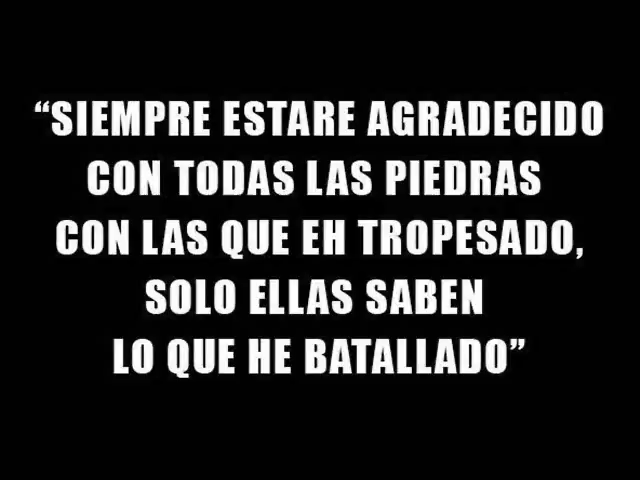 “SIEMPRE ESTARE AGRADECIDO
CON TODAS LAS PIEDRAS
CON LAS QUE EH TROPESADO,
SOLO ELLAS SABEN
LO QUE HE BATALLADO”